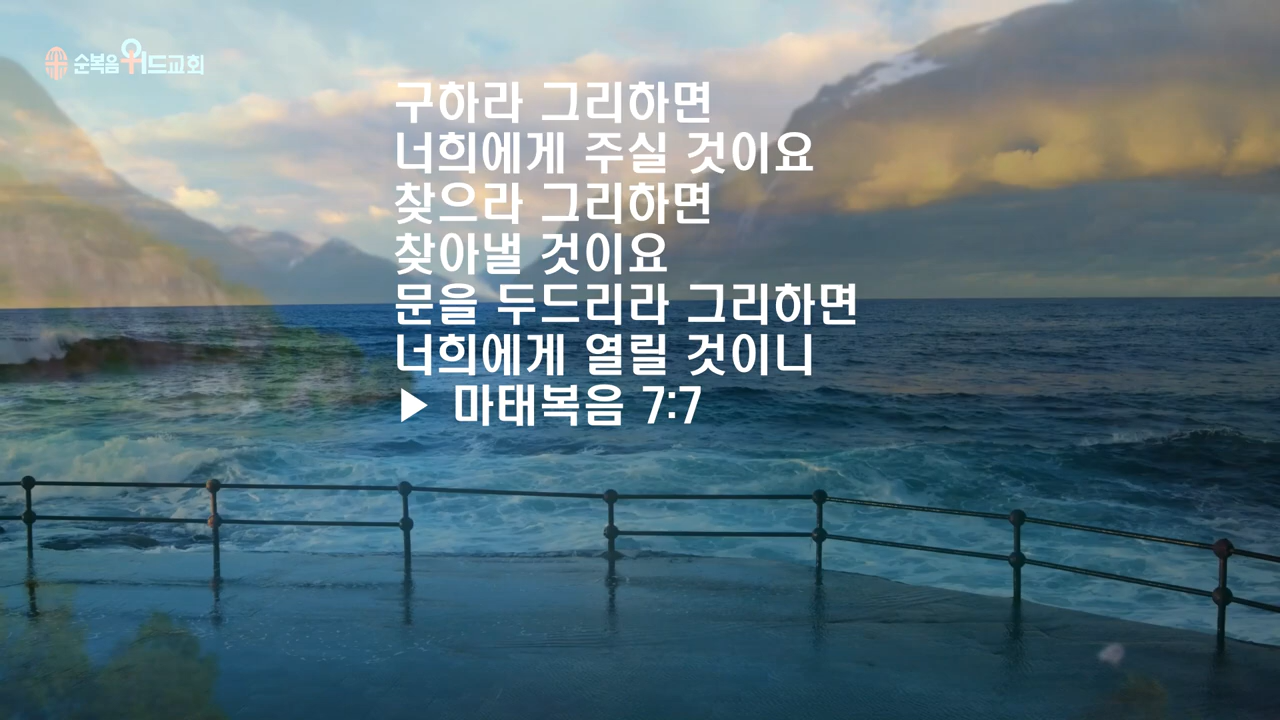 순복음위드교회
구하라 그리하면
너희에게 주실 것이요
찾으라 그리하면
찾아낼 것이요
문을 두드리라 그리하면
너희에게 열릴 것이니
▶ 마태복음 7:7